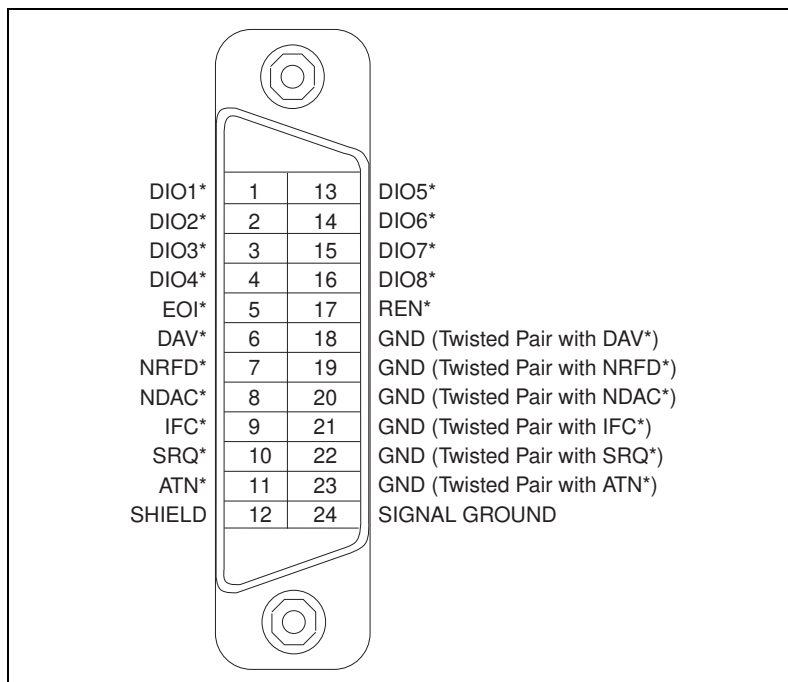 DIO1* 1 13 DIO5*
DIO2* 2 14 DIO6*
DIO3* 3 15 DIO7*
DIO4* 4 16 DIO8*
EOI* 5 17 REN*
DAV* 6 18 GND (Twisted Pair with DAV*)
NRFD* 7 19 GND (Twisted Pair with NRFD*)
NDAC* 8 20 GND (Twisted Pair with NDAC*)
IFC* 9 21 GND (Twisted Pair with IFC*)
SRQ* 10 22 GND (Twisted Pair with SRQ*)
ATN* 11 23 GND (Twisted Pair with ATN*)
SHIELD 12 24 SIGNAL GROUND